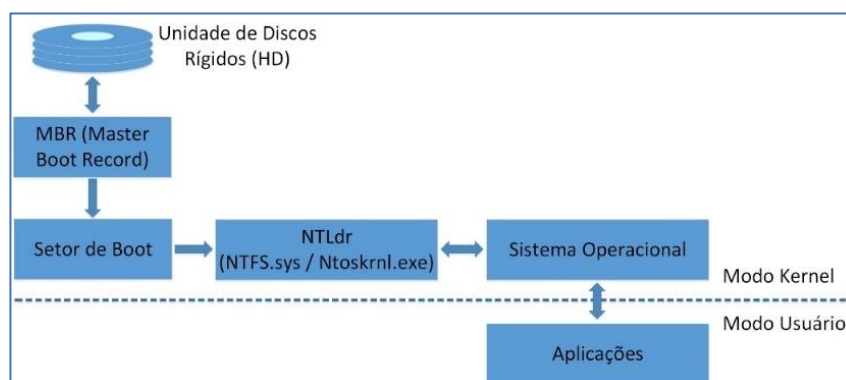 Unidade de Discos
Rígidos (HD)
MBR (Master
Boot Record)
Setor de Boot
NTLdr
(NTFS.sys / Ntoskrnl.exe)
Sistema Operacional
Modo Kernel
Modo Usuário
Aplicações